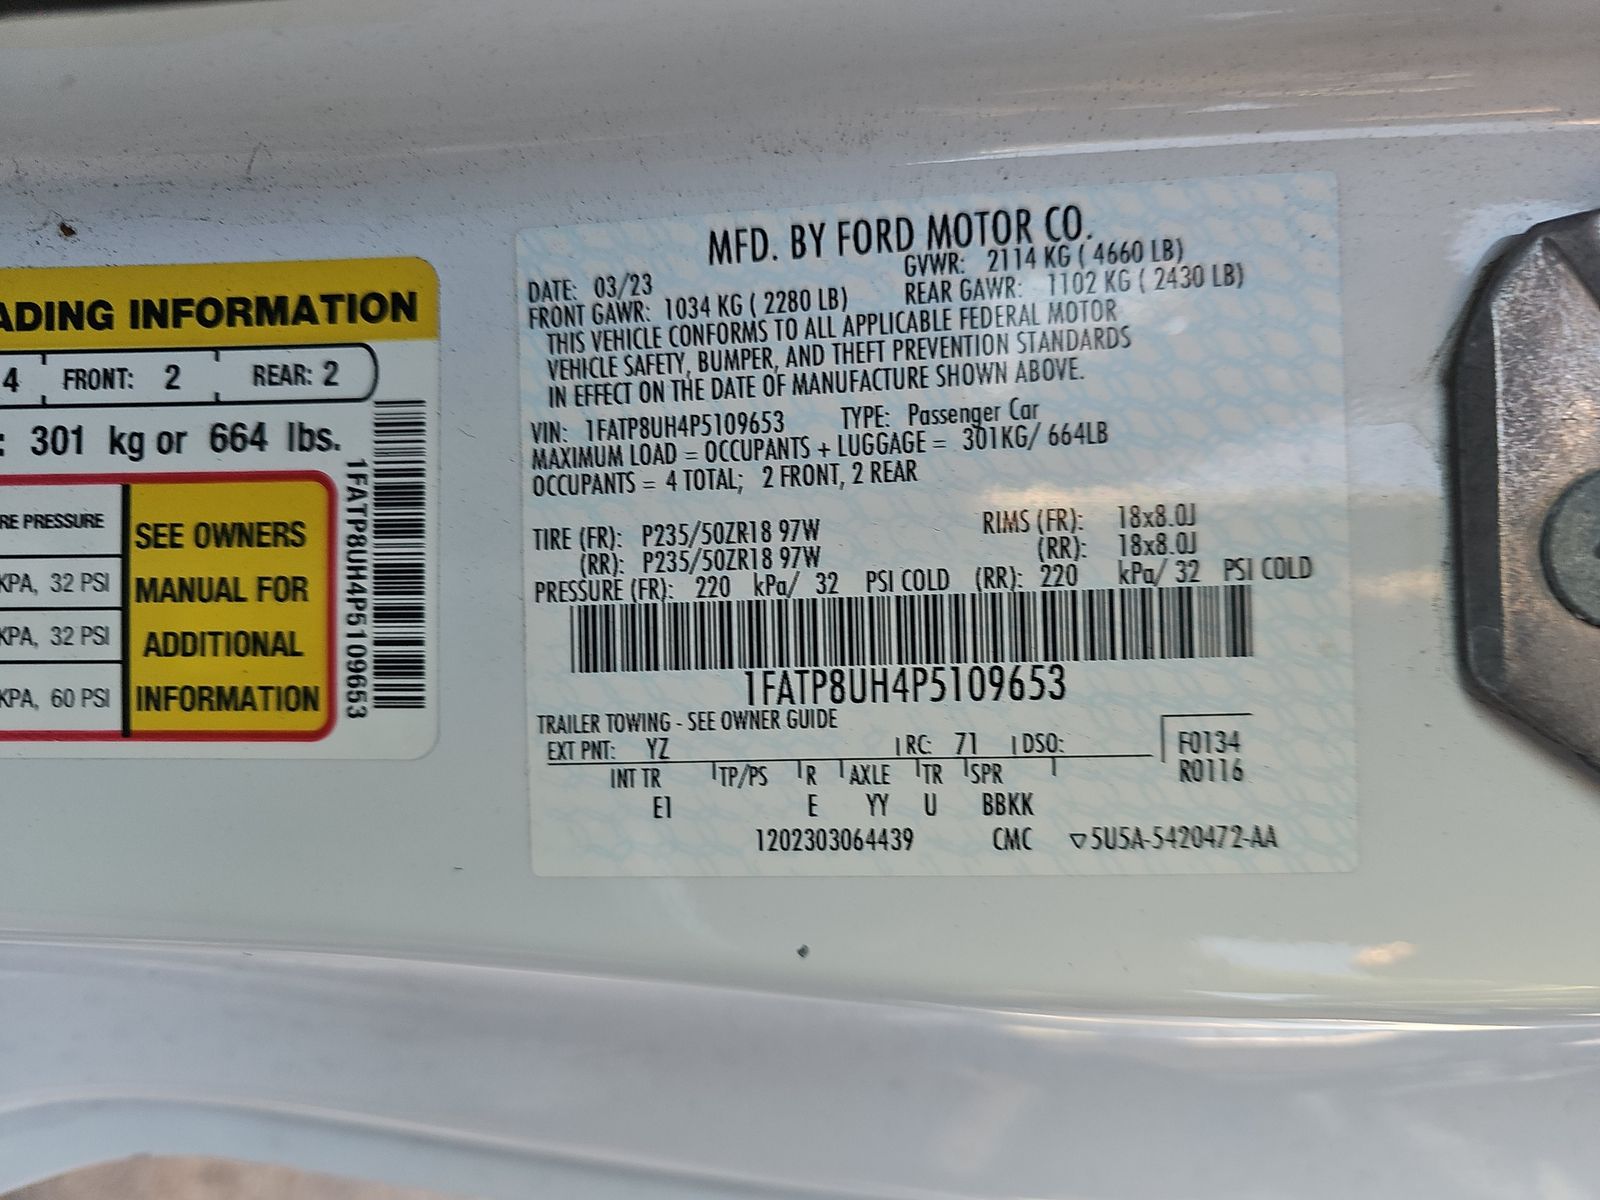 ADING INFORMATION
4 FRONT: 2 REAR: 2
: 301 kg or 664 lbs.
RE PRESSURE
KPA, 32 PSI
KPA, 32 PSI
KPA, 60 PSI
SEE OWNERS
MANUAL FOR
ADDITIONAL
INFORMATION
1FATP8UH4P5109653
MFD. BY FORD MOTOR CO.
DATE: 03/23 GVWR: 2114 KG ( 4660 LB)
FRONT GAWR: 1034 KG ( 2280 LB) REAR GAWR: 1102 KG ( 2430 LB)
THIS VEHICLE CONFORMS TO ALL APPLICABLE FEDERAL MOTOR
VEHICLE SAFETY, BUMPER, AND THEFT PREVENTION STANDARDS
IN EFFECT ON THE DATE OF MANUFACTURE SHOWN ABOVE.
VIN: 1FATP8UH4P5109653 TYPE: Passenger Car
MAXIMUM LOAD = OCCUPANTS + LUGGAGE = 301KG/ 664LB
OCCUPANTS = 4 TOTAL; 2 FRONT, 2 REAR
TIRE (FR): P235/50ZR18 97W RIMS (FR): 18x8.0J
(RR): P235/50ZR18 97W (RR): 18x8.0J
PRESSURE (FR): 220 kPa/ 32 PSI COLD (RR): 220 kPa/ 32 PSI COLD
1FATP8UH4P5109653
TRAILER TOWING - SEE OWNER GUIDE
EXT PNT: YZ RC: 71 DSO: F0134
INT TR TP/PS R AXLE TR SPR R0116
E1 E YY U BBKK
1202303064439 CMC ▽5U5A-5420472-AA